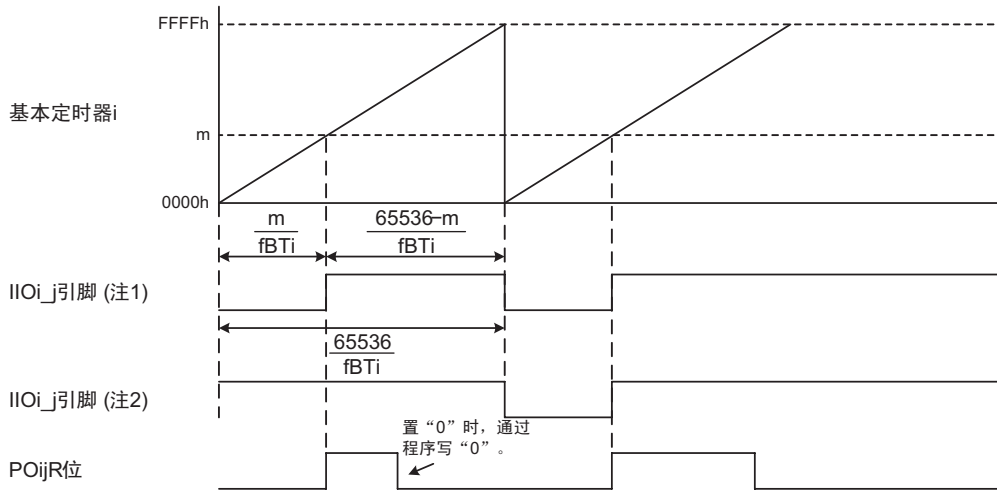 FFFFh
基本定时器i
m
0000h
m
fBTi
65536-m
fBTi
IIOi_j引脚 (注1)
65536
fBTi
IIOi_j引脚 (注2)
置“0”时，通过
程序写“0”。
POijR位